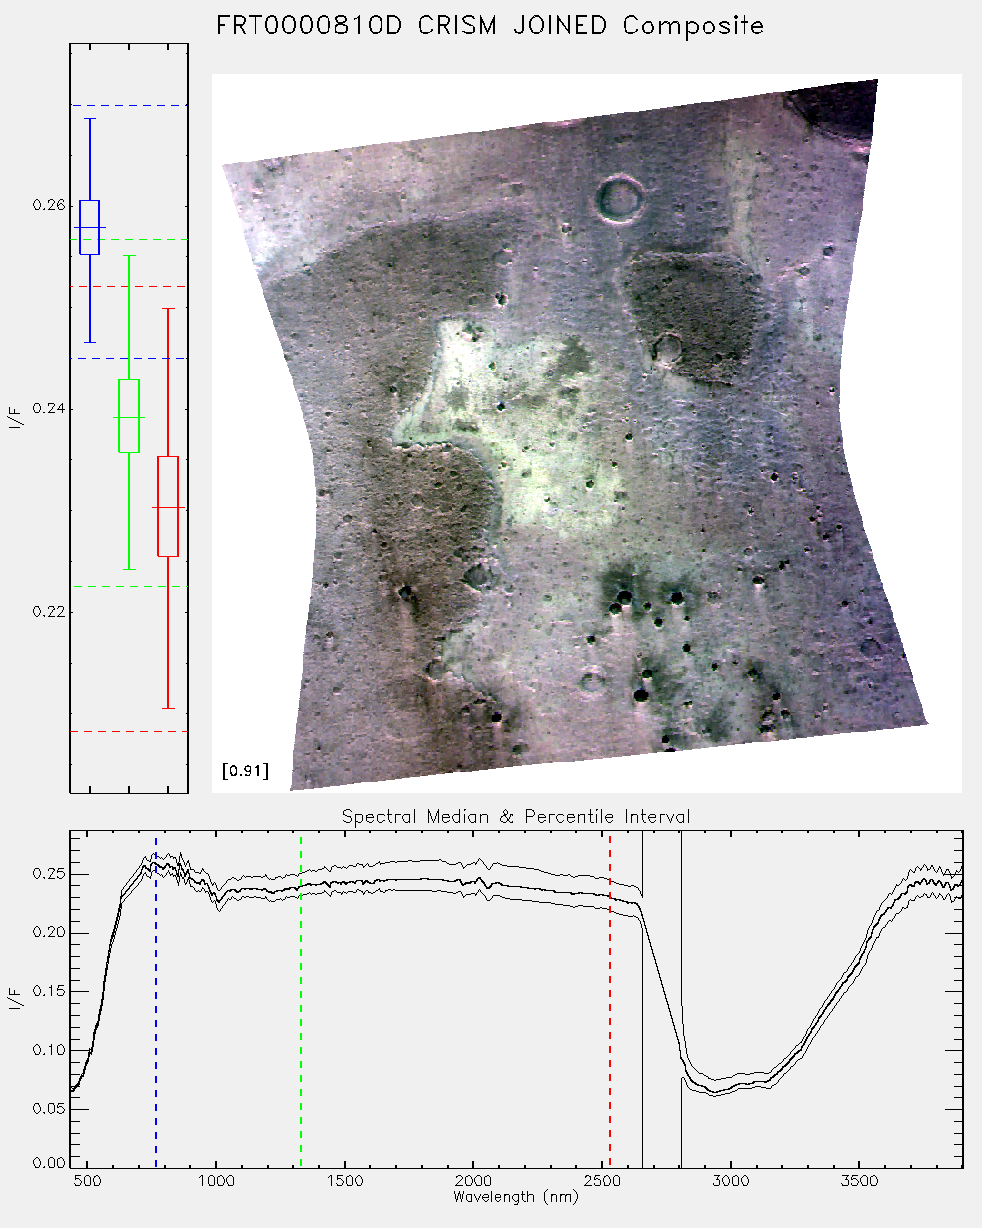 FRT0000810D CRISM JOINED Composite
0.26
0.24
0.22
I/F
[0.91]
Spectral Median & Percentile Interval
0.25
0.20
0.15
0.10
0.05
0.00
I/F
500 1000 1500 2000 2500 3000 3500
Wavelength (nm)